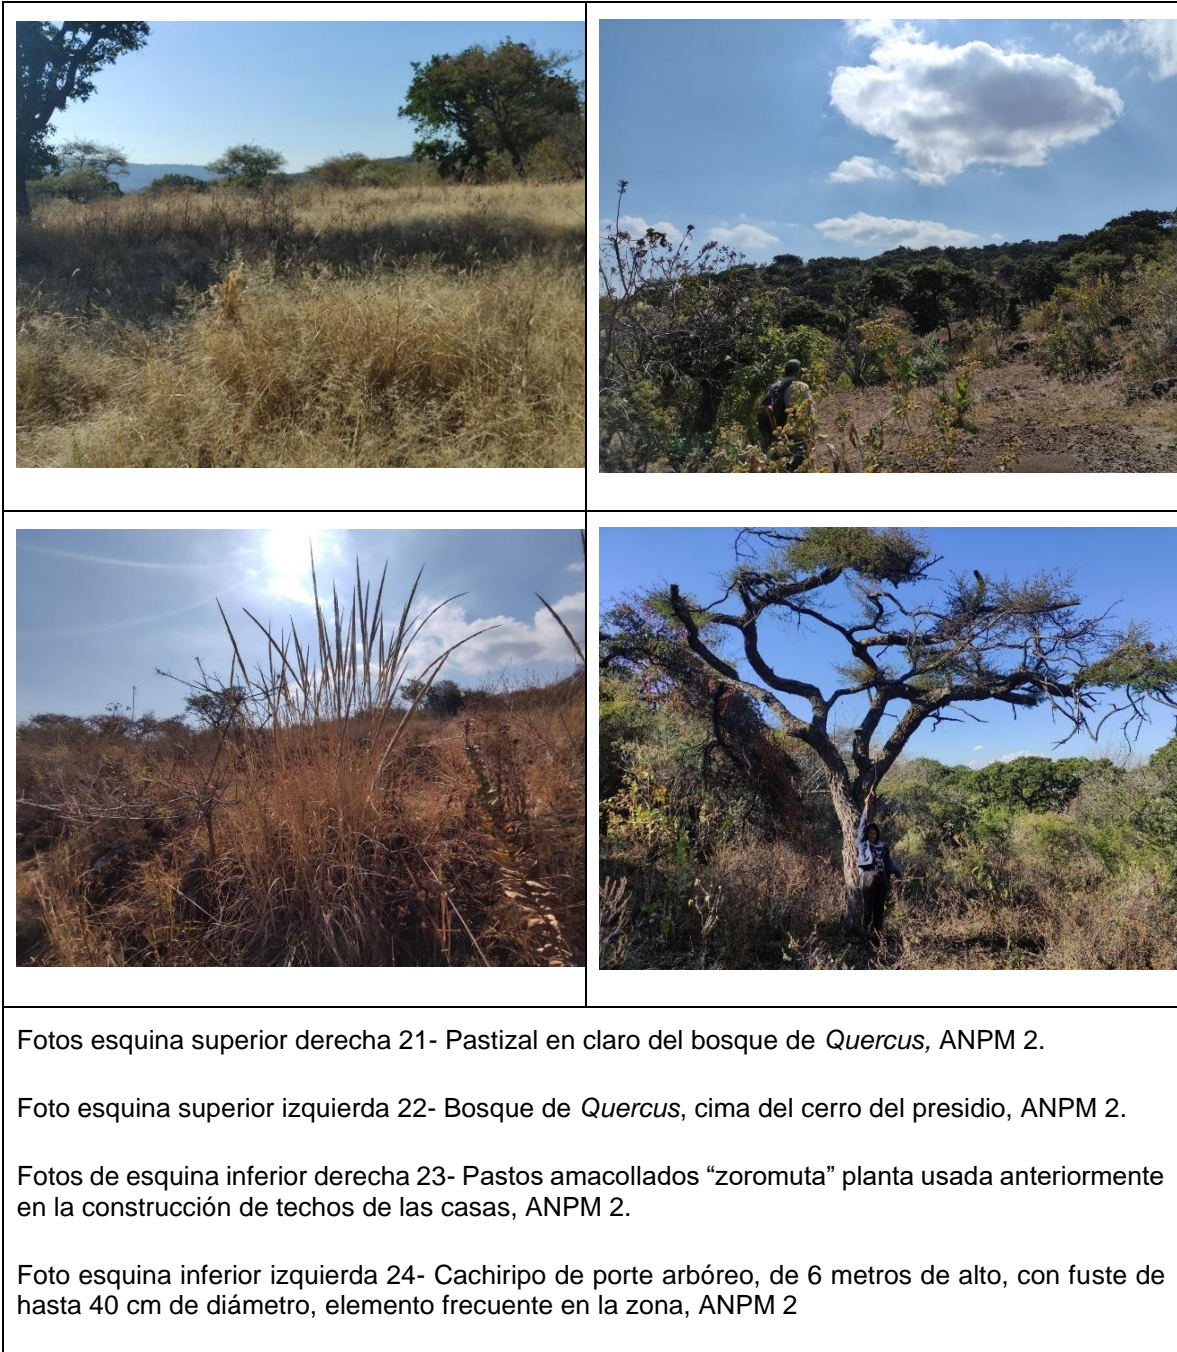 Fotos esquina superior derecha 21- Pastizal en claro del bosque de Quercus, ANPM 2.
Foto esquina superior izquierda 22- Bosque de Quercus, cima del cerro del presidio, ANPM 2.
Fotos de esquina inferior derecha 23- Pastos amacollados “zoromuta” planta usada anteriormente
en la construcción de techos de las casas, ANPM 2.
Foto esquina inferior izquierda 24- Cachiripo de porte arbóreo, de 6 metros de alto, con fuste de
hasta 40 cm de diámetro, elemento frecuente en la zona, ANPM 2